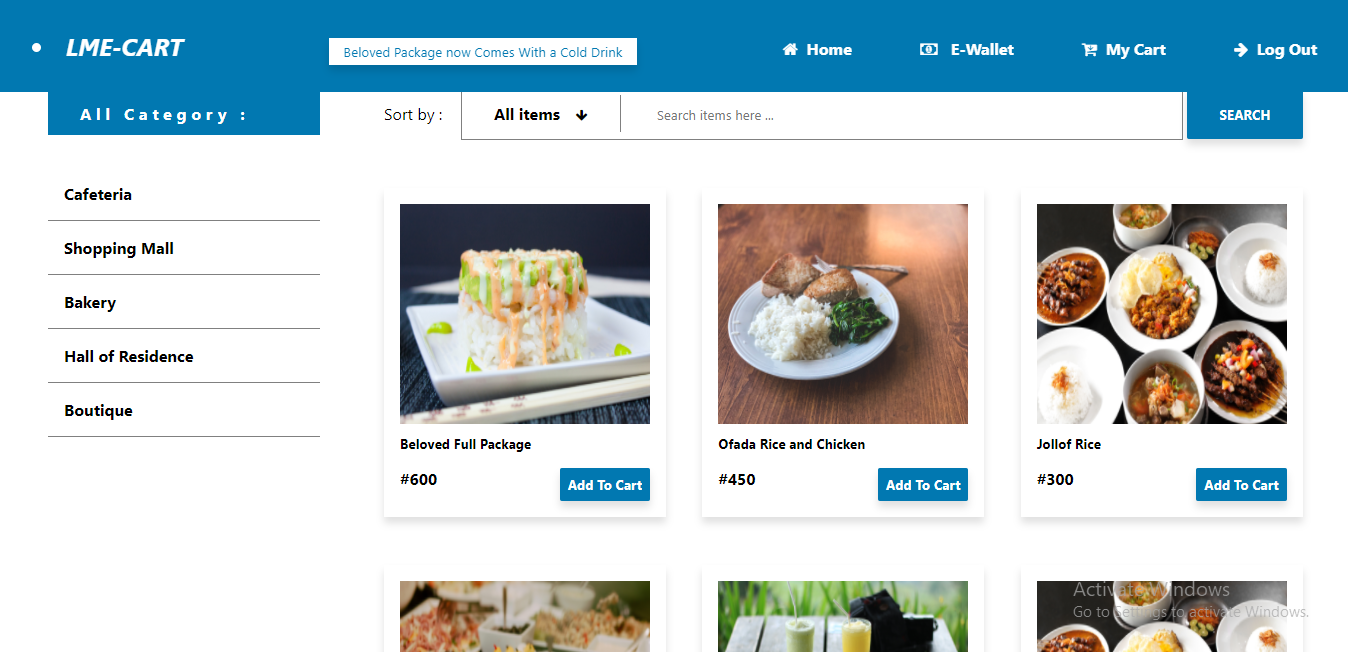 LME-CART
Beloved Package now Comes With a Cold Drink
Home
E-Wallet
My Cart
Log Out
All Category :
Sort by :
All items
Search items here ...
SEARCH
Cafeteria
Shopping Mall
Bakery
Hall of Residence
Boutique
Beloved Full Package
#600
Add To Cart
Ofada Rice and Chicken
#450
Add To Cart
Jollof Rice
#300
Add To Cart
Activate Windows
Go to Settings to activate Windows.